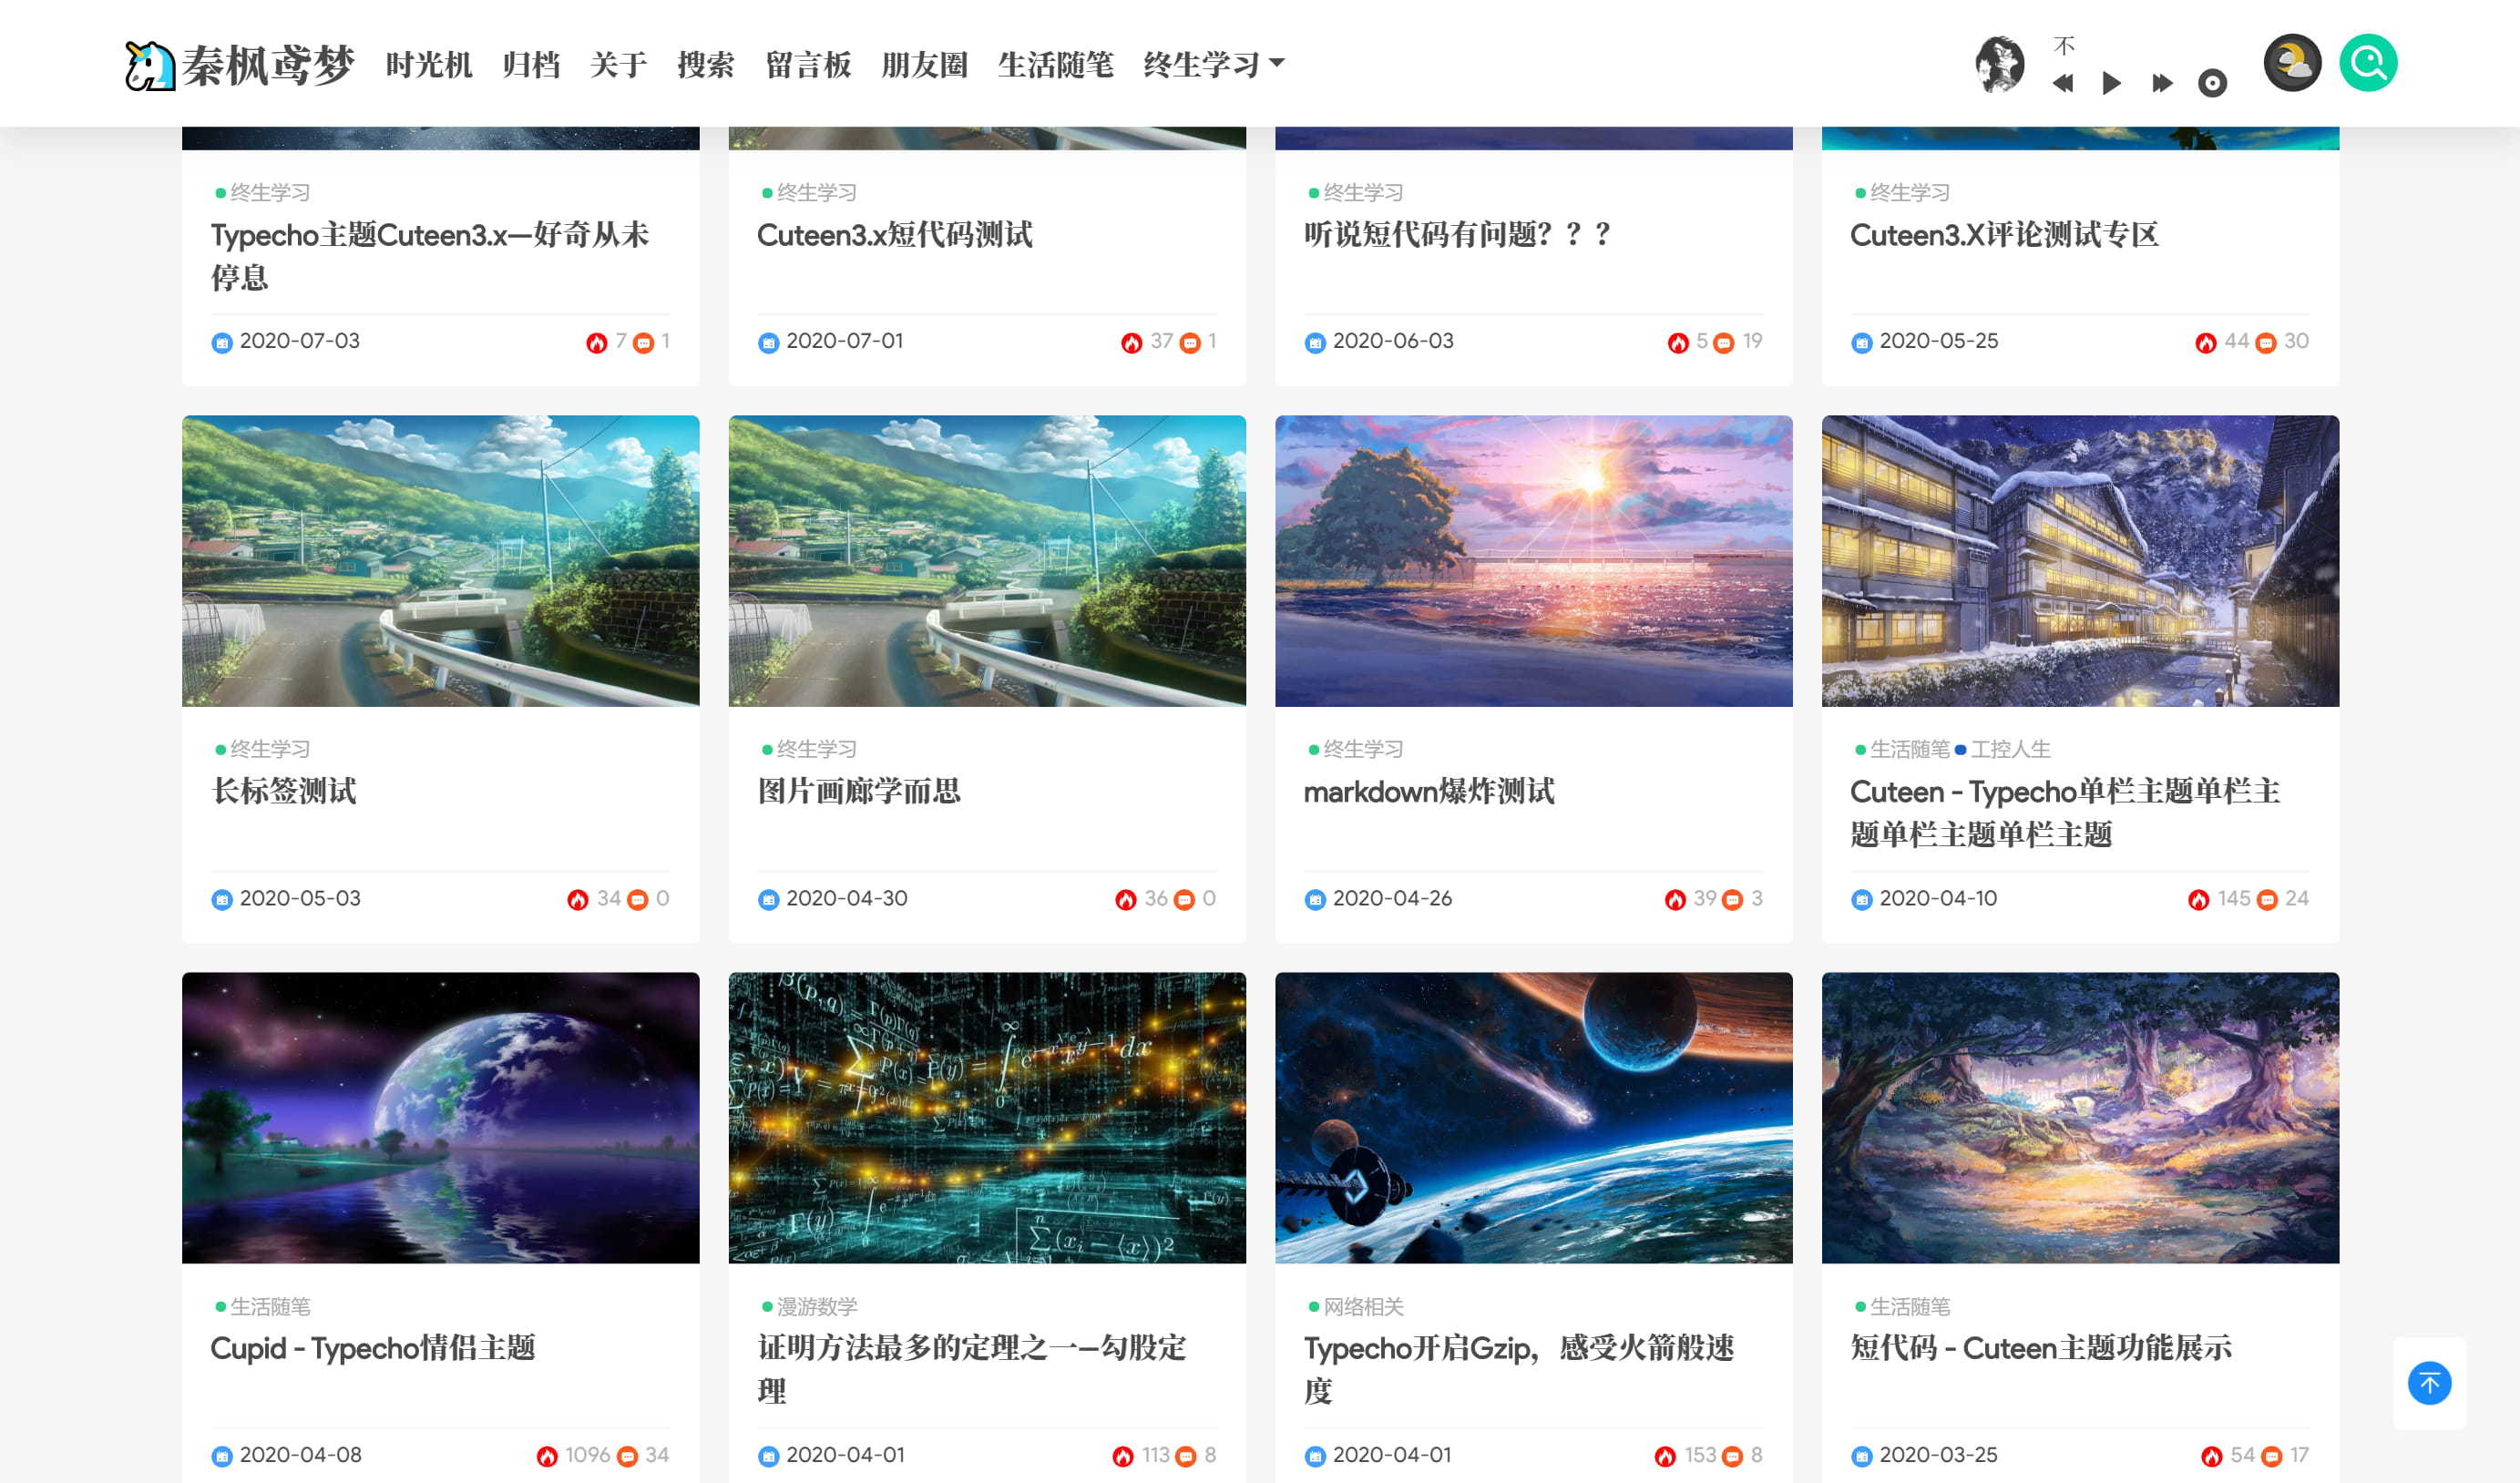 秦枫鸢梦 时光机 归档 关于 搜索 留言板 朋友圈 生活随笔 终生学习
不
终生学习
Typecho主题Cuteen3.x—好奇从未
停息
2020-07-03 7 1
终生学习
Cuteen3.x短代码测试
2020-07-01 37 1
终生学习
听说短代码有问题？？？
2020-06-03 5 19
终生学习
Cuteen3.X评论测试专区
2020-05-25 44 30
终生学习
长标签测试
2020-05-03 34 0
终生学习
图片画廊学而思
2020-04-30 36 0
终生学习
markdown爆炸测试
2020-04-26 39 3
生活随笔 工控人生
Cuteen - Typecho单栏主题单栏主
题单栏主题单栏主题
2020-04-10 145 24
生活随笔
Cupid - Typecho情侣主题
2020-04-08 1096 34
漫游数学
证明方法最多的定理之一—勾股定
理
2020-04-01 113 8
网络相关
Typecho开启Gzip，感受火箭般速
度
2020-04-01 153 8
生活随笔
短代码 - Cuteen主题功能展示
2020-03-25 54 17